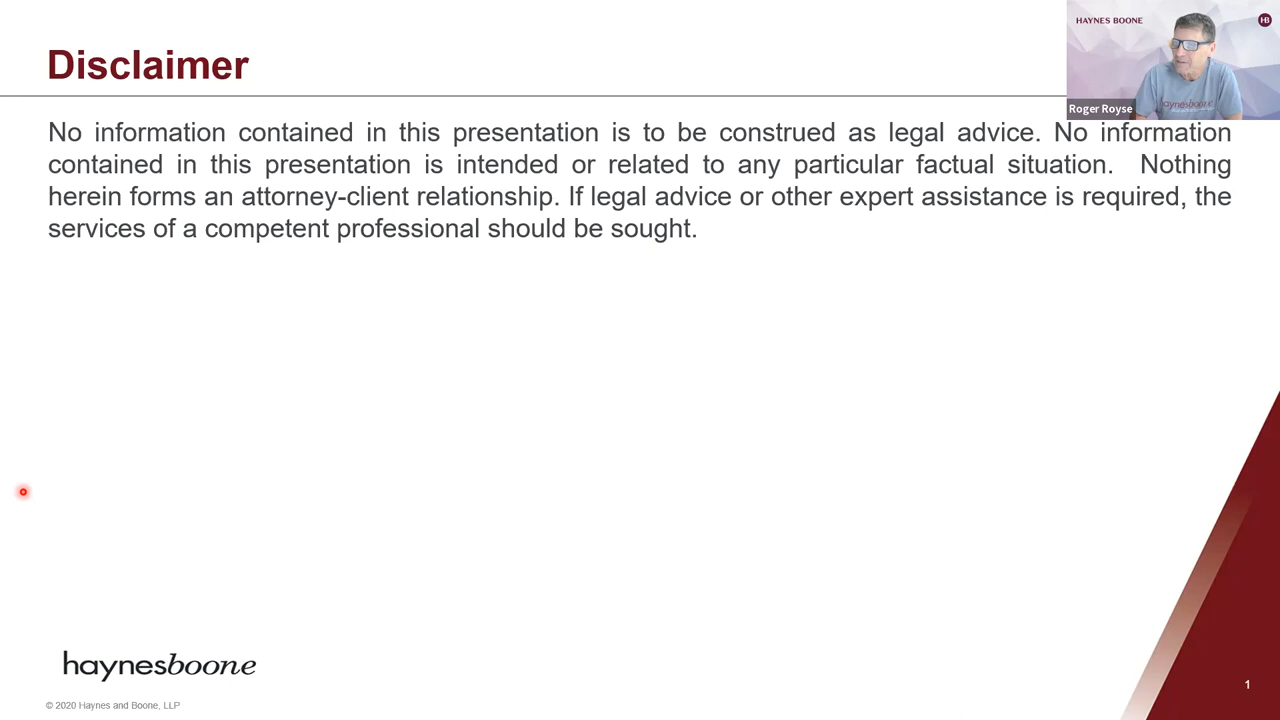 HAYNES BOONE
HB
Disclaimer
Roger Royse
haynesboone
No information contained in this presentation is to be construed as legal advice. No information
contained in this presentation is intended or related to any particular factual situation. Nothing
herein forms an attorney-client relationship. If legal advice or other expert assistance is required, the
services of a competent professional should be sought.
haynesboone
1
© 2020 Haynes and Boone, LLP